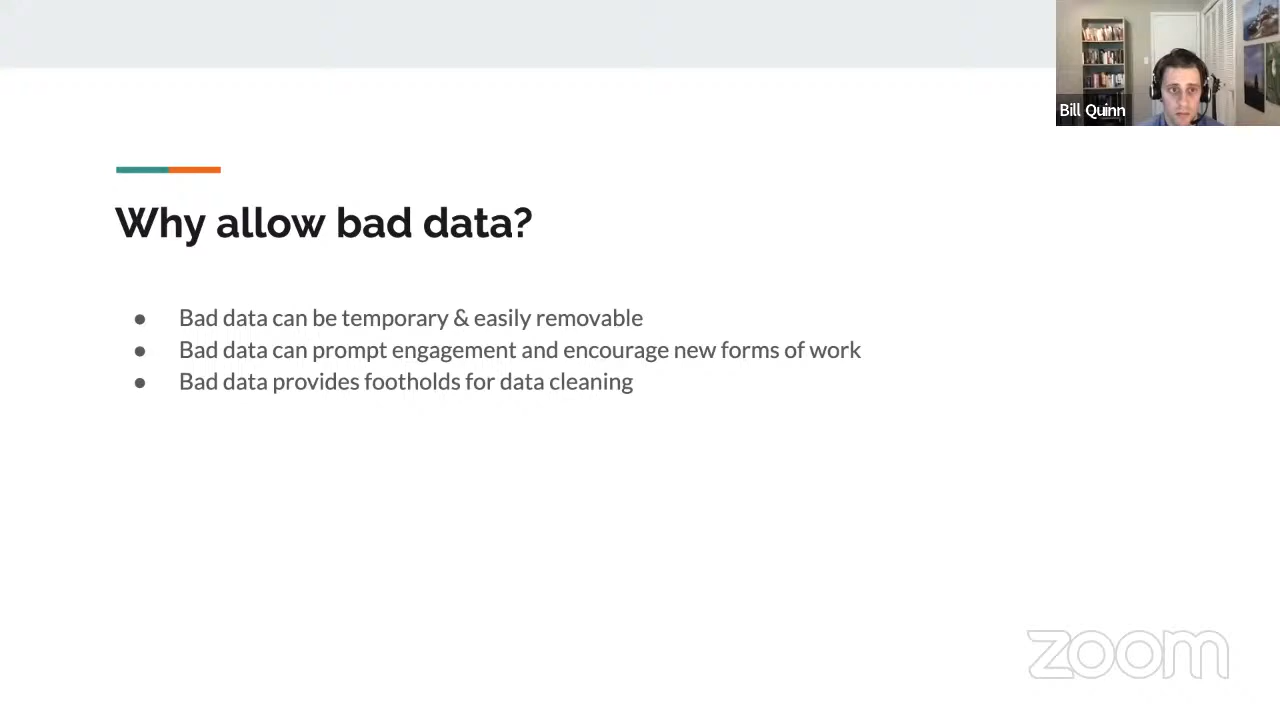 Bill Quinn
Why allow bad data?
● Bad data can be temporary & easily removable
● Bad data can prompt engagement and encourage new forms of work
● Bad data provides footholds for data cleaning
zoom